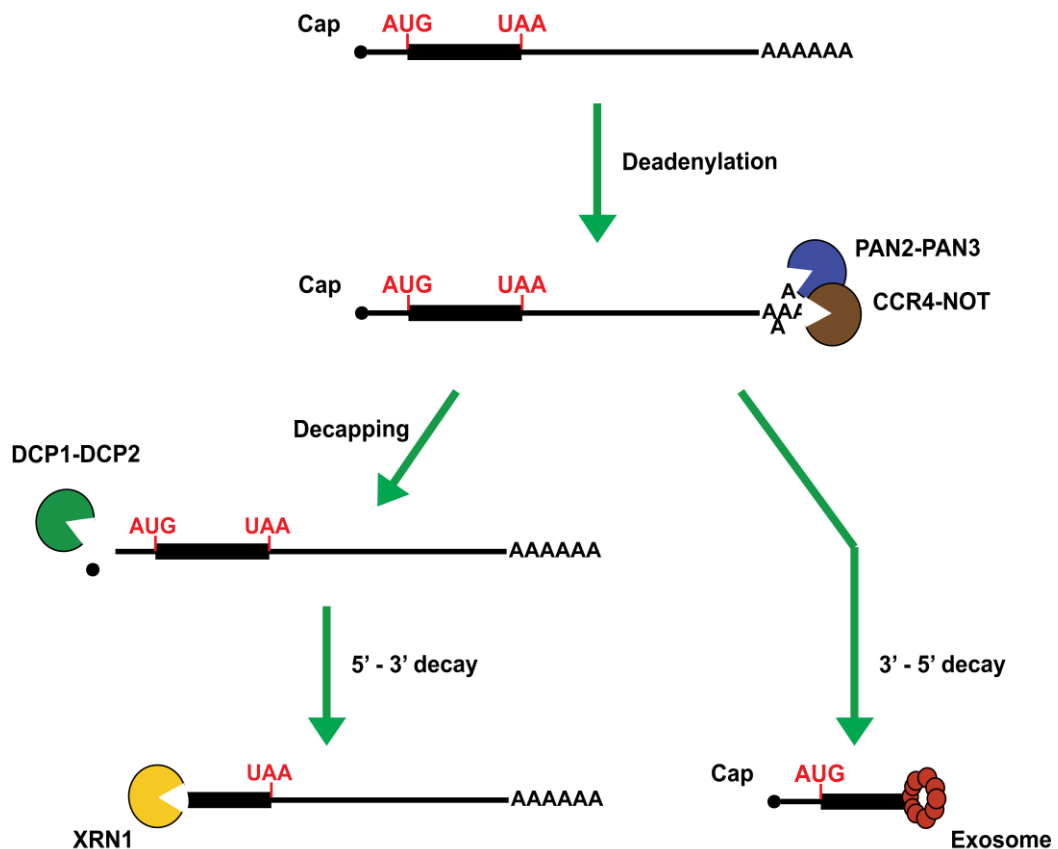 Cap AUG UAA
AAAAAA
Deadenylation
PAN2-PAN3
Cap AUG UAA
A
CCR4-NOT
AAA
A
Decapping
DCP1-DCP2
AUG UAA
AAAAAA
5’ - 3’ decay
3’ - 5’ decay
UAA
Cap AUG
AAAAAA
XRN1
Exosome